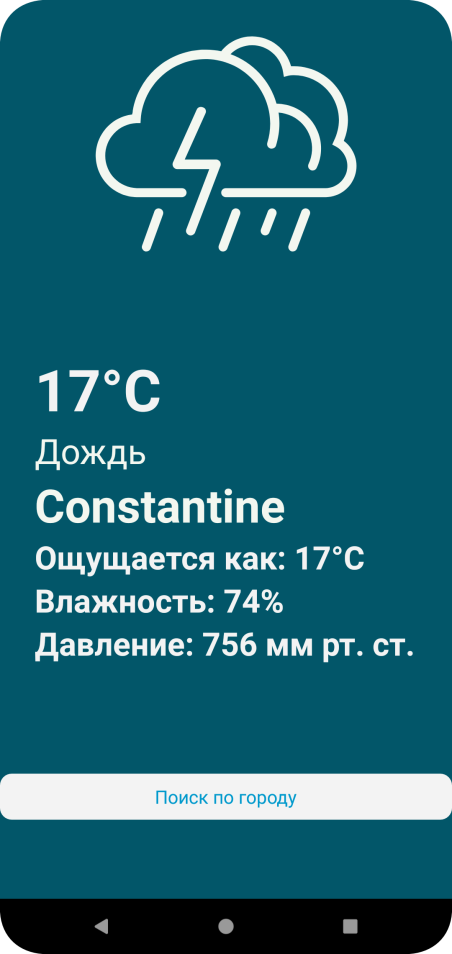 17°C
Дождь
Constantine
Ощущается как: 17°C
Влажность: 74%
Давление: 756 мм рт. ст.
Поиск по городу